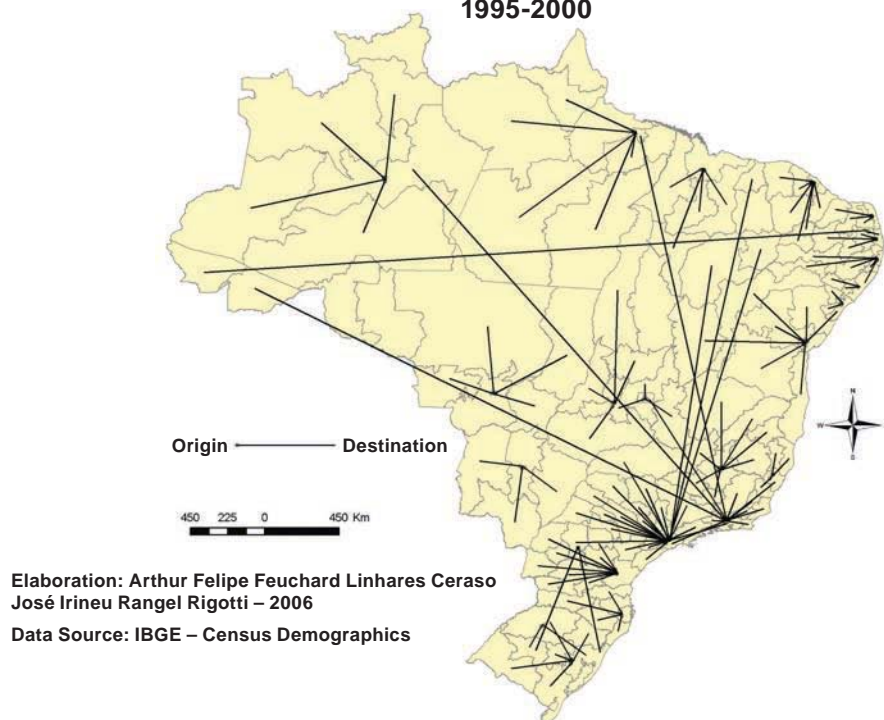 1995-2000
N
W
S
Origin Destination
450 225 0 450 Km
Elaboration: Arthur Felipe Feuchard Linhares Ceraso
José Irineu Rangel Rigotti – 2006
Data Source: IBGE – Census Demographics